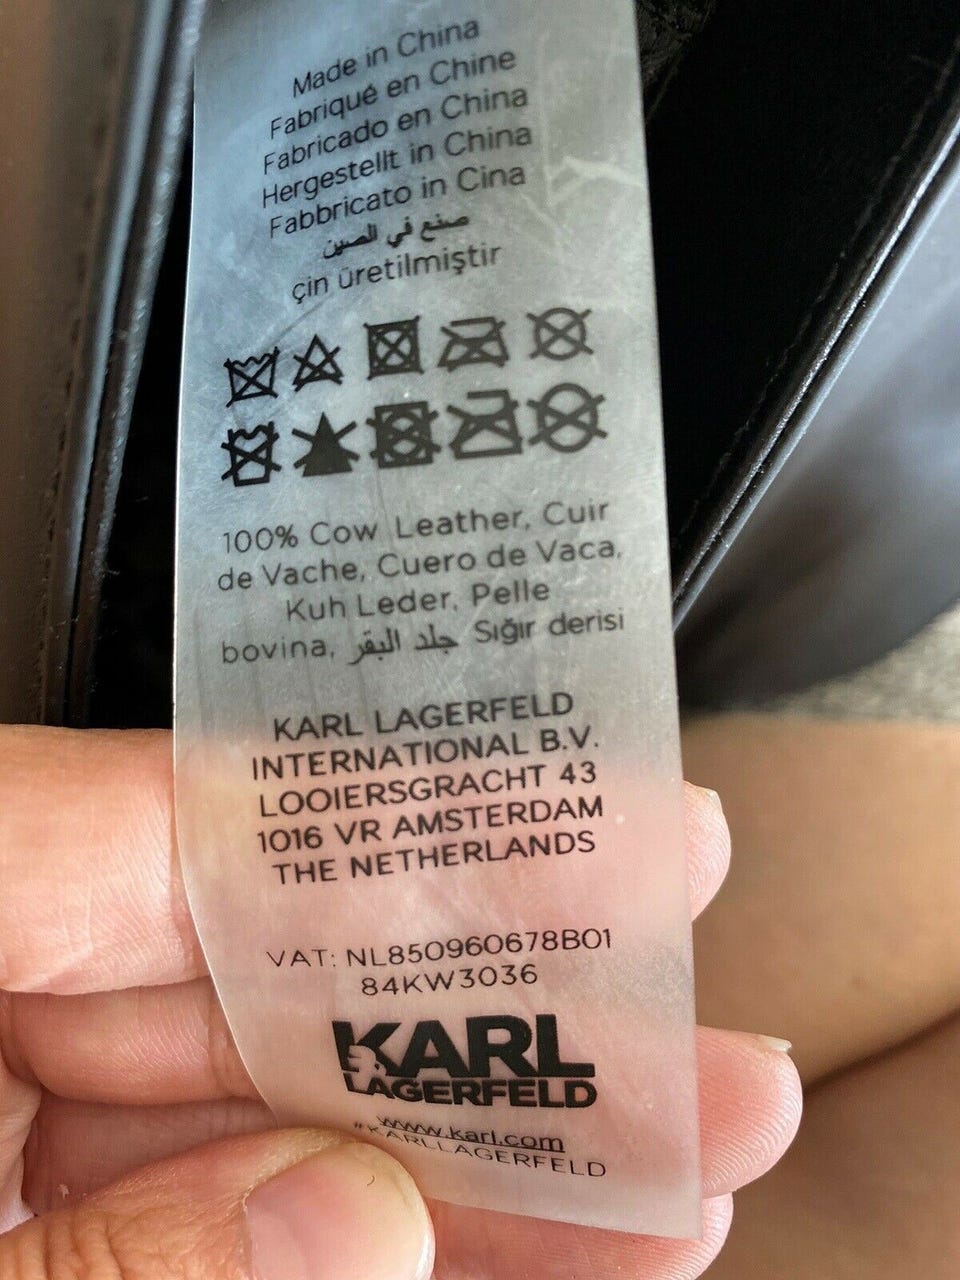 Made in China
Fabriqué en Chine
Fabricado en China
Hergestellt in China
Fabbricato in Cina
صنع في الصين
çin üretilmiştir
100% Cow Leather, Cuir
de Vache, Cuero de Vaca,
Kuh Leder, Pelle
bovina, جلد البقر Sığır derisi
KARL LAGERFELD
INTERNATIONAL B.V.
LOOIERSGRACHT 43
1016 VR AMSTERDAM
THE NETHERLANDS
VAT: NL850960678B01
84KW3036
KARL
LAGERFELD
www.karl.com
#KARLLAGERFELD